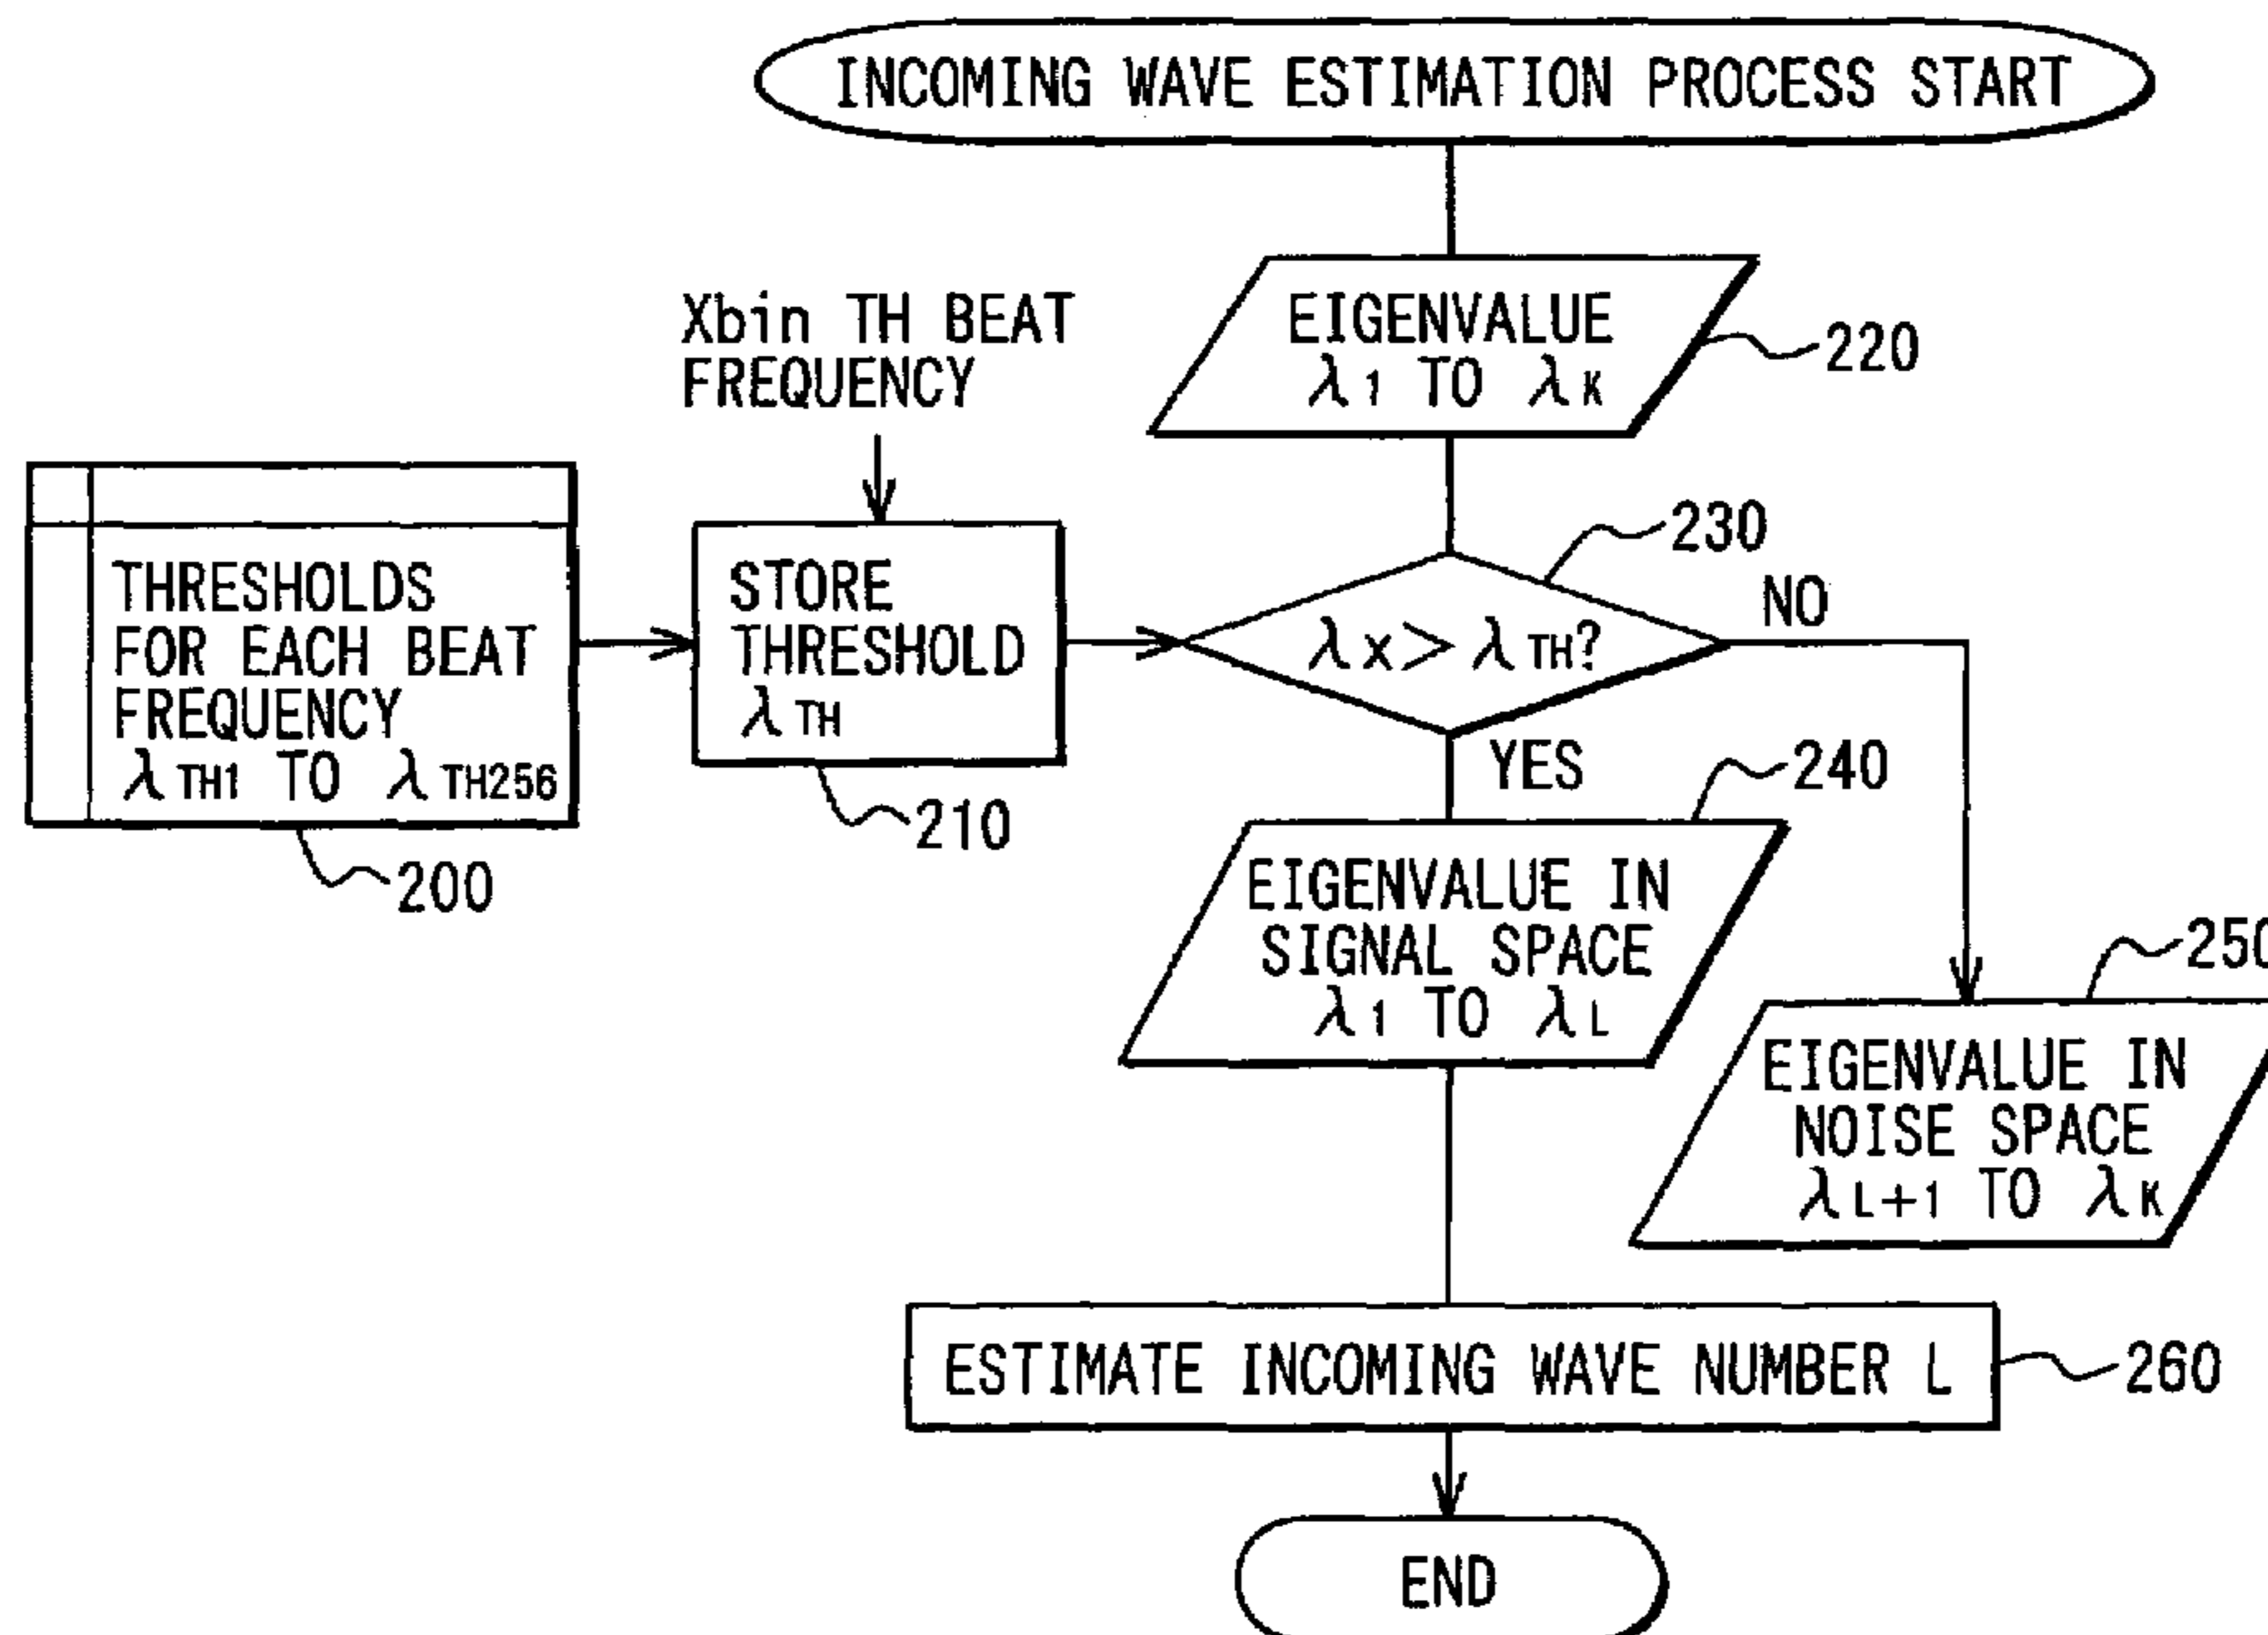 INCOMING WAVE ESTIMATION PROCESS START
EIGENVALUE
λ1 TO λK
220
Xbin TH BEAT
FREQUENCY
THRESHOLDS
FOR EACH BEAT
FREQUENCY
λTH1 TO λTH256
200
STORE
THRESHOLD
λTH
210
230
λX> λTH?
NO
YES
240
EIGENVALUE IN
SIGNAL SPACE
λ1 TO λL
250
EIGENVALUE IN
NOISE SPACE
λL+1 TO λK
ESTIMATE INCOMING WAVE NUMBER L
260
END